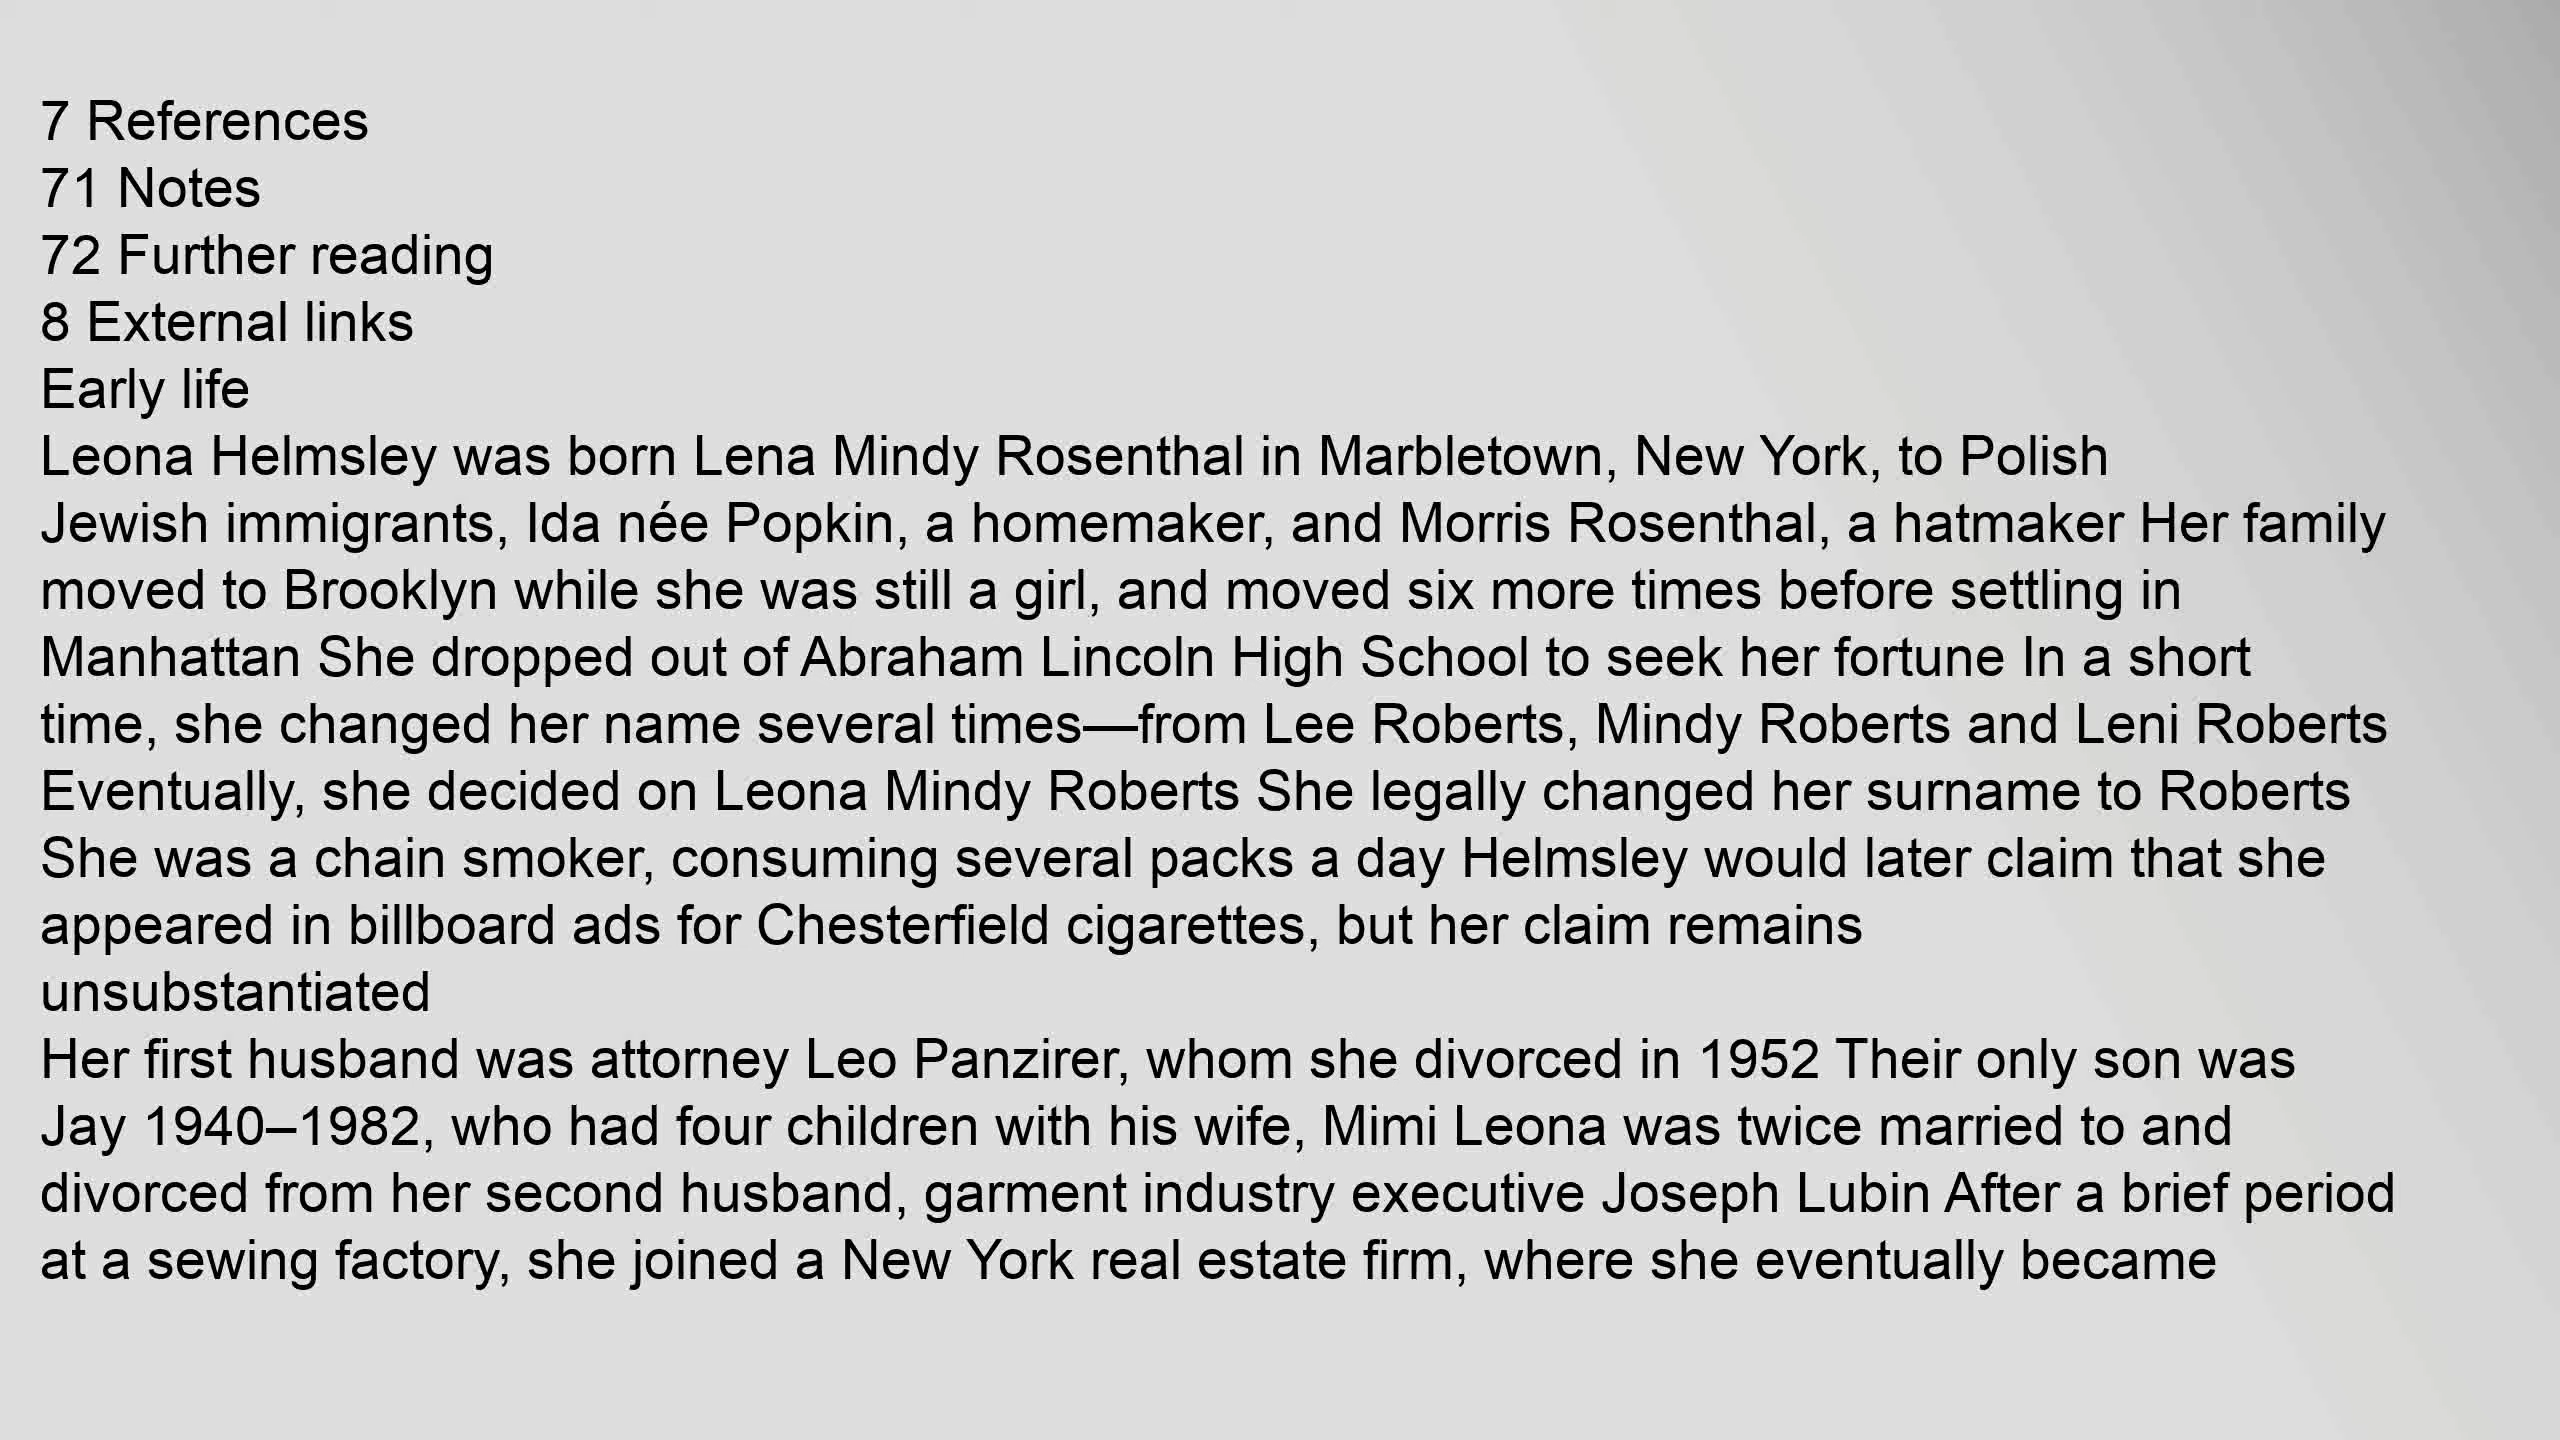 7 References
71 Notes
72 Further reading
8 External links
Early life
Leona Helmsley was born Lena Mindy Rosenthal in Marbletown, New York, to Polish
Jewish immigrants, Ida née Popkin, a homemaker, and Morris Rosenthal, a hatmaker Her family
moved to Brooklyn while she was still a girl, and moved six more times before settling in
Manhattan She dropped out of Abraham Lincoln High School to seek her fortune In a short
time, she changed her name several times—from Lee Roberts, Mindy Roberts and Leni Roberts
Eventually, she decided on Leona Mindy Roberts She legally changed her surname to Roberts
She was a chain smoker, consuming several packs a day Helmsley would later claim that she
appeared in billboard ads for Chesterfield cigarettes, but her claim remains
unsubstantiated
Her first husband was attorney Leo Panzirer, whom she divorced in 1952 Their only son was
Jay 1940–1982, who had four children with his wife, Mimi Leona was twice married to and
divorced from her second husband, garment industry executive Joseph Lubin After a brief period
at a sewing factory, she joined a New York real estate firm, where she eventually became